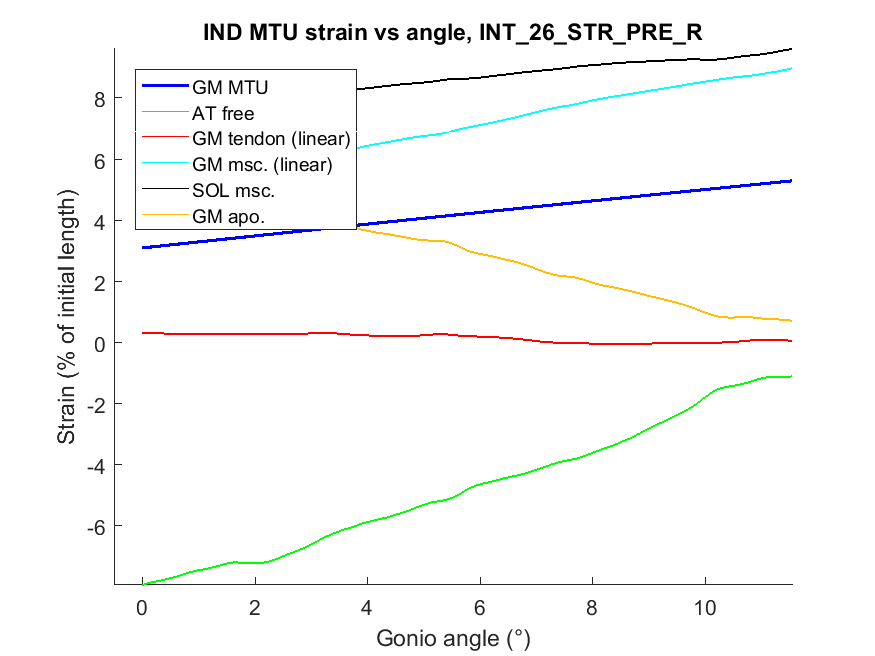 IND MTU strain vs angle, INT_26_STR_PRE_R
GM MTU
AT free
GM tendon (linear)
GM msc. (linear)
SOL msc.
GM apo.
8
6
4
2
0
-2
-4
-6
Strain (% of initial length)
0 2 4 6 8 10
Gonio angle (°)